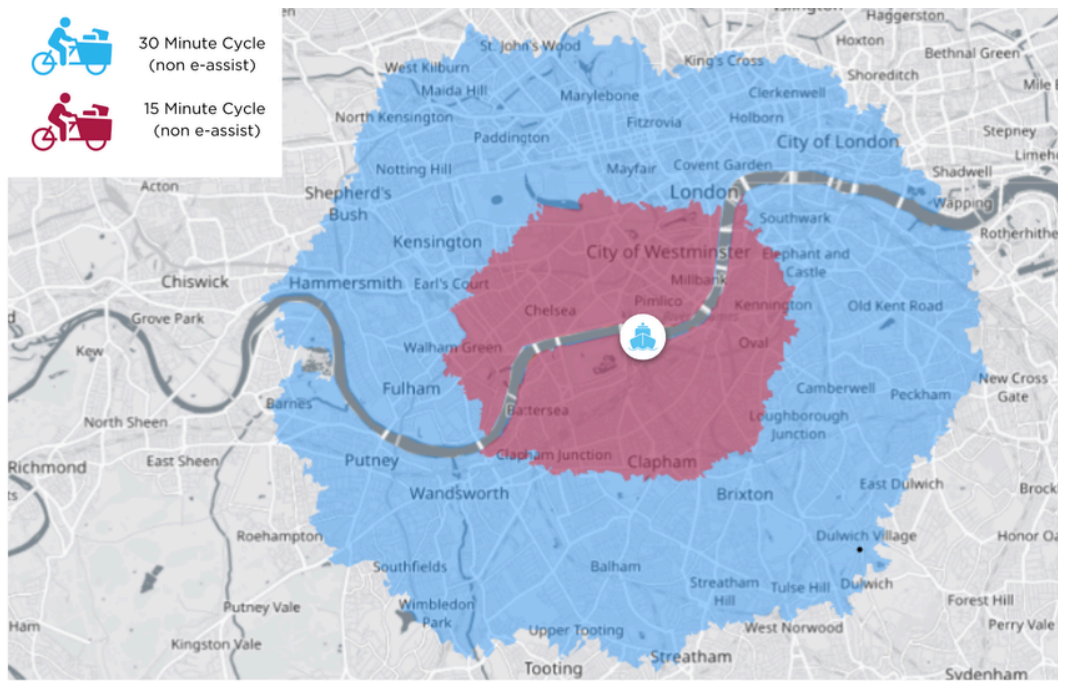 30 Minute Cycle
(non e-assist)
15 Minute Cycle
(non e-assist)
Haggerston
Hoxton
St. John's Wood
King's Cross
Bethnal Green
West Kilburn
Shoreditch
Maida Hill
Marylebone
Clerkenwell
Mile
North Kensington
Fitzrovia
Holborn
Paddington
Stepney
City of London
Notting Hill
Mayfair
Covent Garden
Shadwell
Acton
Shepherd's
Bush
London
Wapping
Southwark
Rotherhithe
Kensington
City of Westminster
Elephant and
Castle
Chiswick
Hammersmith
Earl's Court
Millbank
Pimlico
Chelsea
Kennington
Old Kent Road
Grove Park
Kew
Walham Green
Oval
Fulham
Camberwell
Peckham
New Cross
Gate
Barnes
Battersea
North Sheen
Loughborough
Junction
Richmond
East Sheen
Putney
Clapham Junction
Clapham
Wandsworth
Brixton
East Dulwich
Roehampton
Dulwich Village
Southfields
Balham
Streatham
Hill
Tulse Hill
Dulwich
Putney Vale
Wimbledon
Park
Forest Hill
Ham
Upper Tooting
West Norwood
Perry Vale
Kingston Vale
Tooting
Streatham
Sydenham